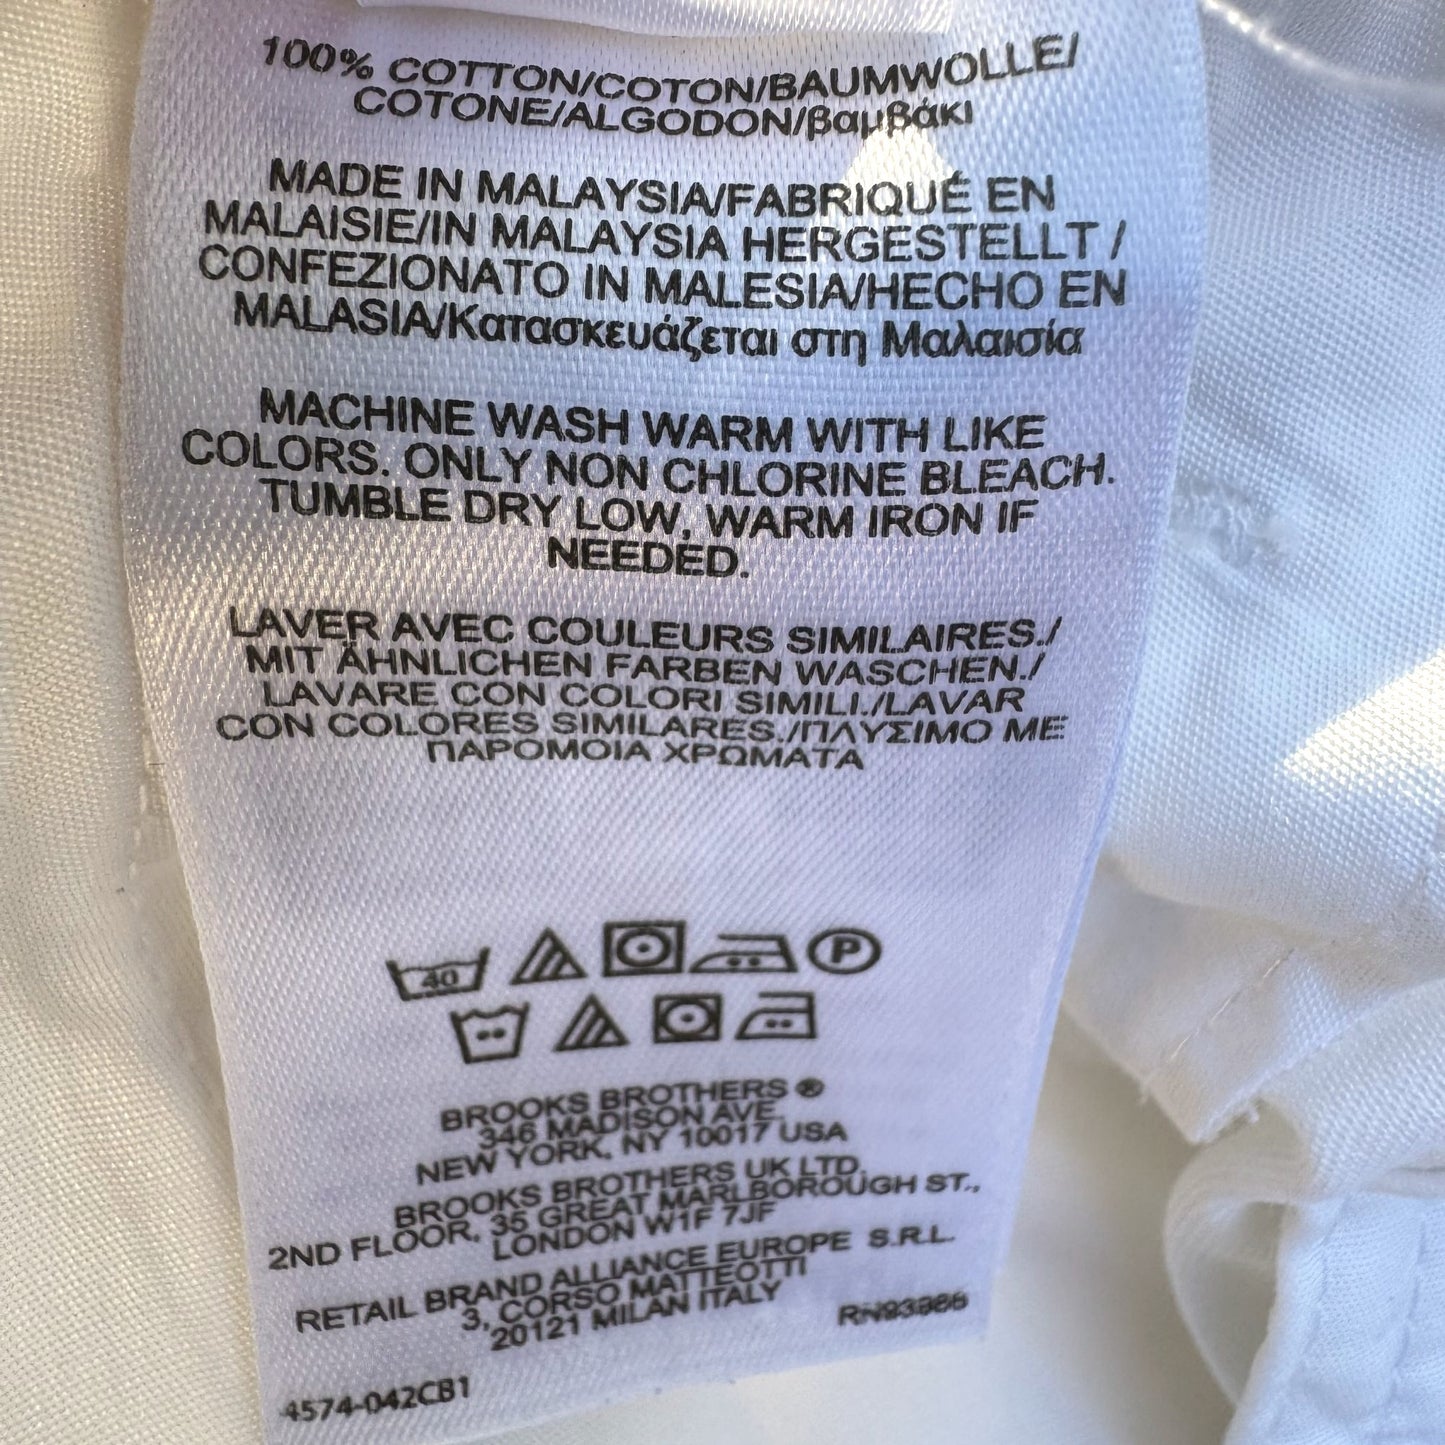 100% COTTON/COTON/BAUMWOLLE/
COTONE/ALGODON/βαμβάκι
MADE IN MALAYSIA/FABRIQUÉ EN
MALAISIE/IN MALAYSIA HERGESTELLT /
CONFEZIONATO IN MALESIA/HECHO EN
MALASIA/Κατασκευάζεται στη Μαλαισία
MACHINE WASH WARM WITH LIKE
COLORS. ONLY NON CHLORINE BLEACH.
TUMBLE DRY LOW, WARM IRON IF
NEEDED.
LAVER AVEC COULEURS SIMILAIRES./
MIT ÄHNLICHEN FARBEN WASCHEN./
LAVARE CON COLORI SIMILI./LAVAR
CON COLORES SIMILARES./ΠΛΥΣΙΜΟ ΜΕ
ΠΑΡΟΜΟΙΑ ΧΡΩΜΑΤΑ
40 P
BROOKS BROTHERS ®
346 MADISON AVE.
NEW YORK, NY 10017 USA
BROOKS BROTHERS UK LTD.
2ND FLOOR, 35 GREAT MARLBOROUGH ST.,
LONDON W1F 7JF
RETAIL BRAND ALLIANCE EUROPE S.R.L.
3, CORSO MATTEOTTI
20121 MILAN ITALY
4574-042CB1